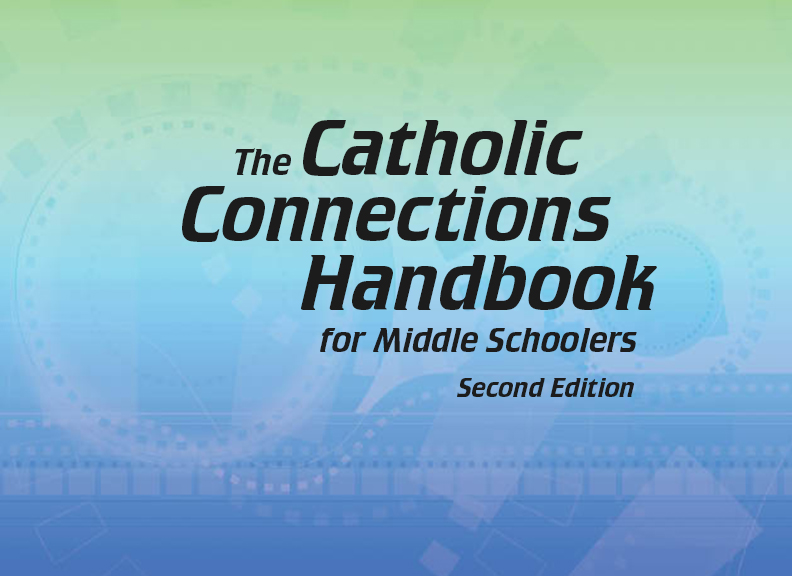 The Catholic
Connections
Handbook
for Middle Schoolers
Second Edition